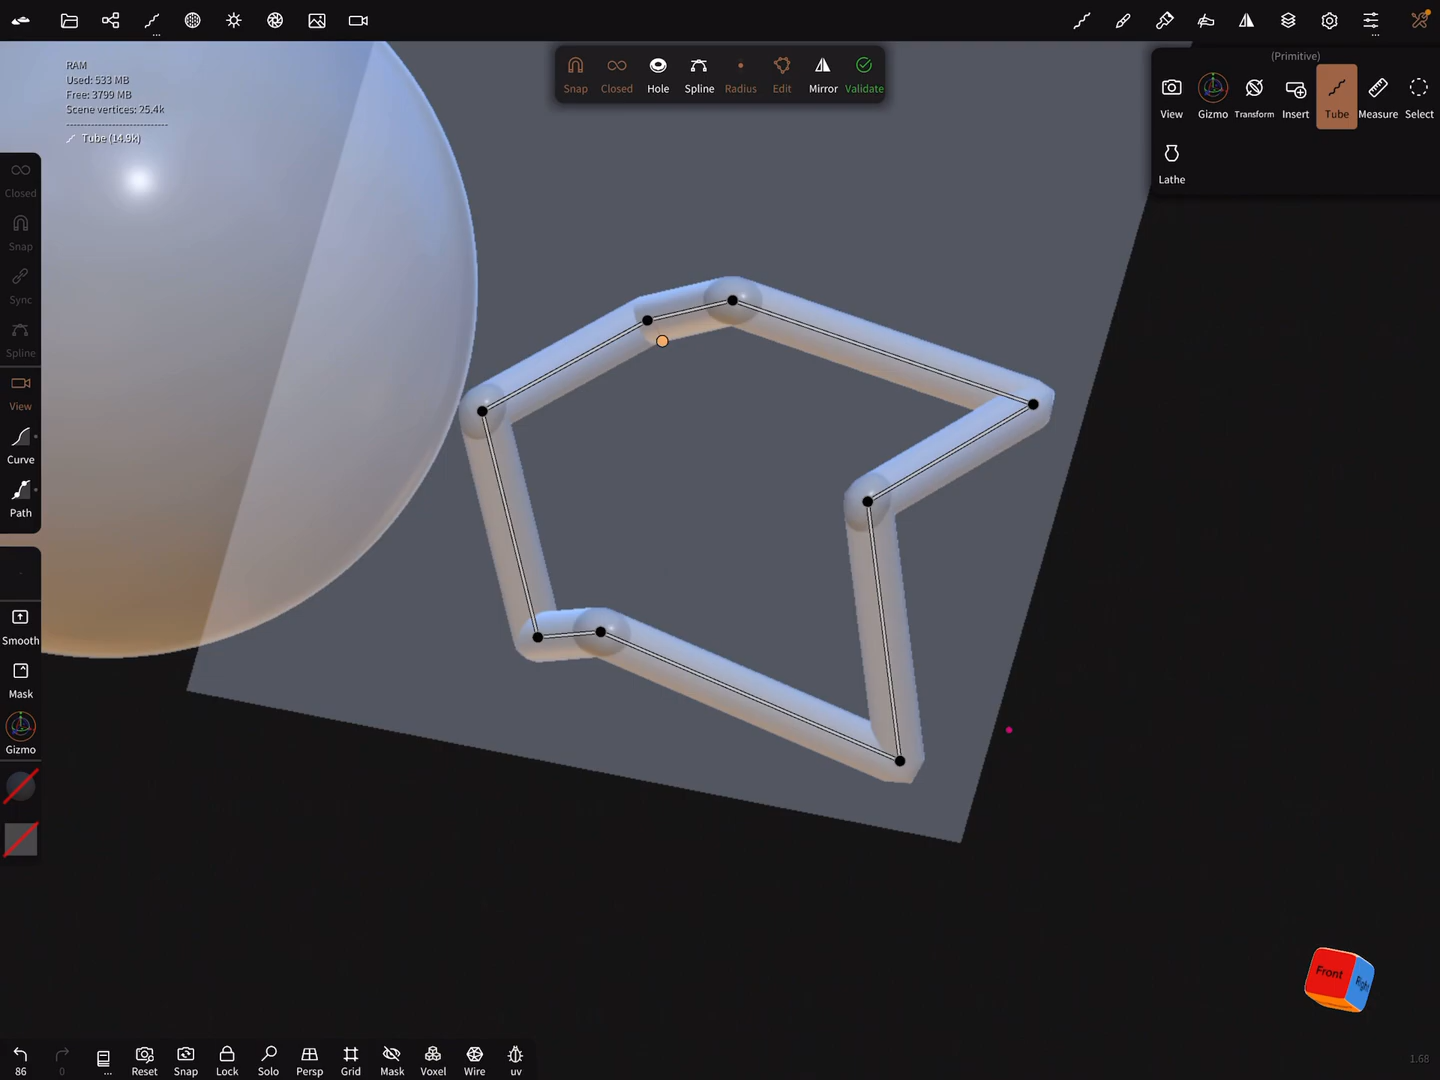 RAM
Used: 533 MB
Free: 3799 MB
Scene vertices: 25.4k
Tube (14.9k)
Snap
Closed
Hole
Spline
Radius
Edit
Mirror
Validate
(Primitive)
View
Gizmo
Transform
Insert
Tube
Measure
Select
Lathe
Closed
Snap
Sync
Spline
View
Curve
Path
Smooth
Mask
Gizmo
Front
Right
86
0
...
Reset
Snap
Lock
Solo
Persp
Grid
Mask
Voxel
Wire
uv
1.68